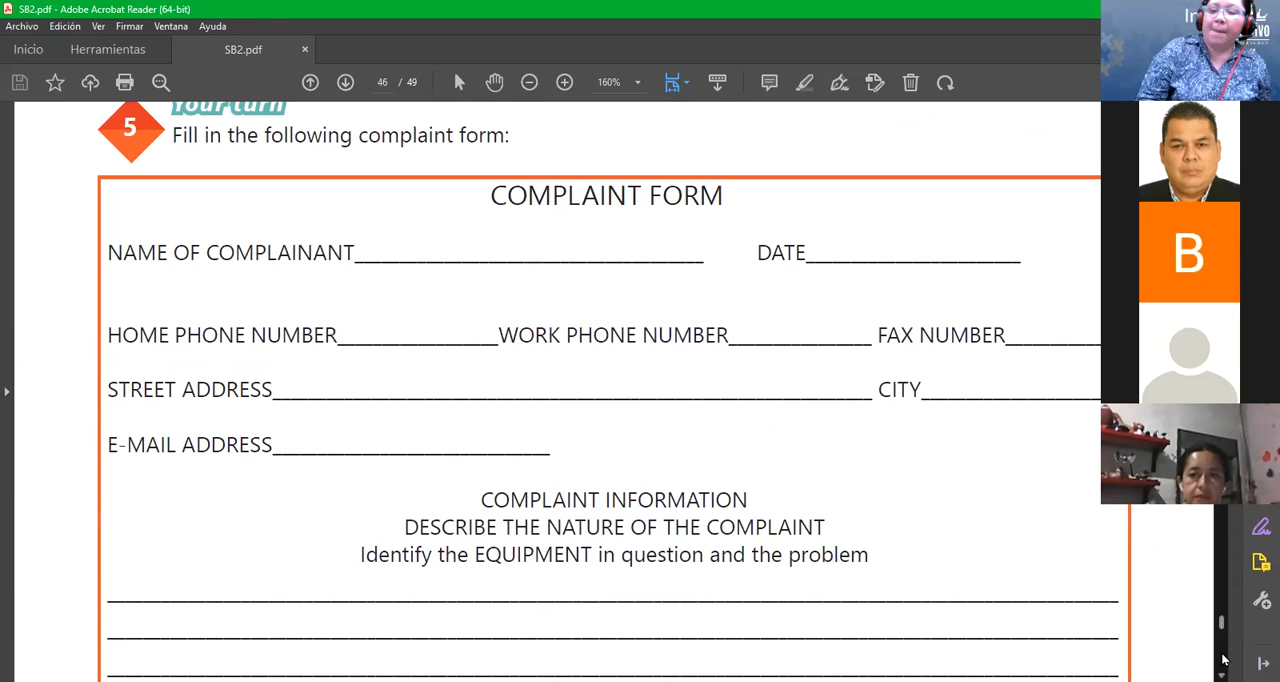 SB2.pdf - Adobe Acrobat Reader (64-bit)
Archivo Edición Ver Firmar Ventana Ayuda
Inicio Herramientas SB2.pdf ×
46 / 49 160%
Your turn
5 Fill in the following complaint form:
COMPLAINT FORM
NAME OF COMPLAINANT DATE
HOME PHONE NUMBER WORK PHONE NUMBER FAX NUMBER
STREET ADDRESS CITY
E-MAIL ADDRESS
COMPLAINT INFORMATION
DESCRIBE THE NATURE OF THE COMPLAINT
Identify the EQUIPMENT in question and the problem
B